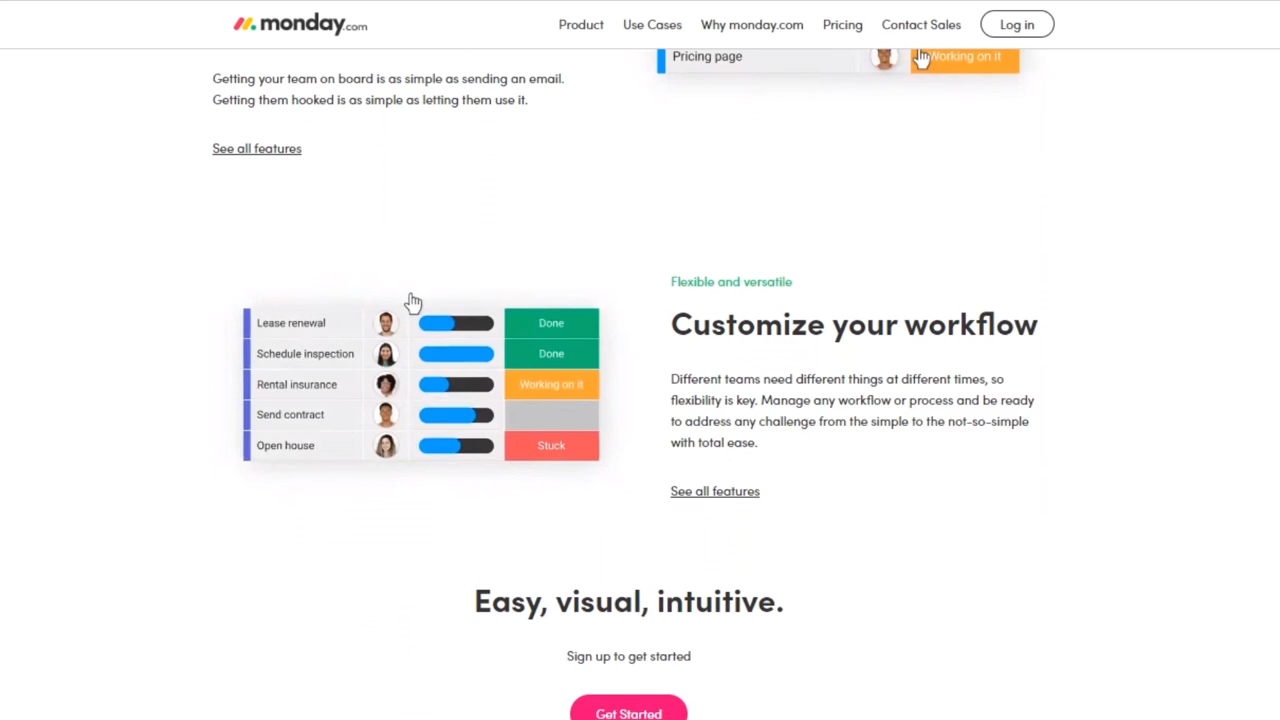 monday.com
Product
Use Cases
Why monday.com
Pricing
Contact Sales
Log in
Pricing page
Working on it
Getting your team on board is as simple as sending an email.
Getting them hooked is as simple as letting them use it.
See all features
Lease renewal
Done
Schedule inspection
Done
Rental insurance
Working on it
Send contract
Open house
Stuck
Flexible and versatile
Customize your workflow
Different teams need different things at different times, so
flexibility is key. Manage any workflow or process and be ready
to address any challenge from the simple to the not-so-simple
with total ease.
See all features
Easy, visual, intuitive.
Sign up to get started
Get Started